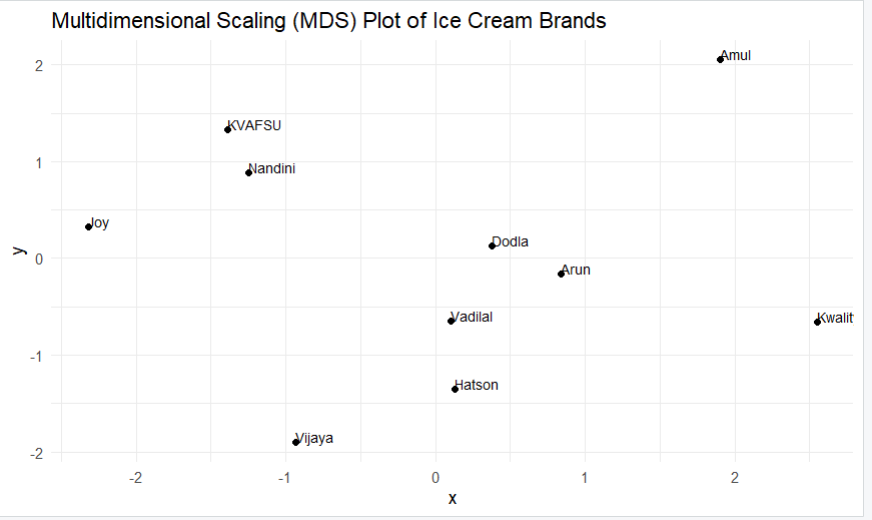 Multidimensional Scaling (MDS) Plot of Ice Cream Brands
2
Amul
KVAFSU
1
Nandini
Joy
Dodla
y
0
Arun
Vadilal
Kwalit
-1
Hatson
Vijaya
-2
-2 -1 0 1 2
x